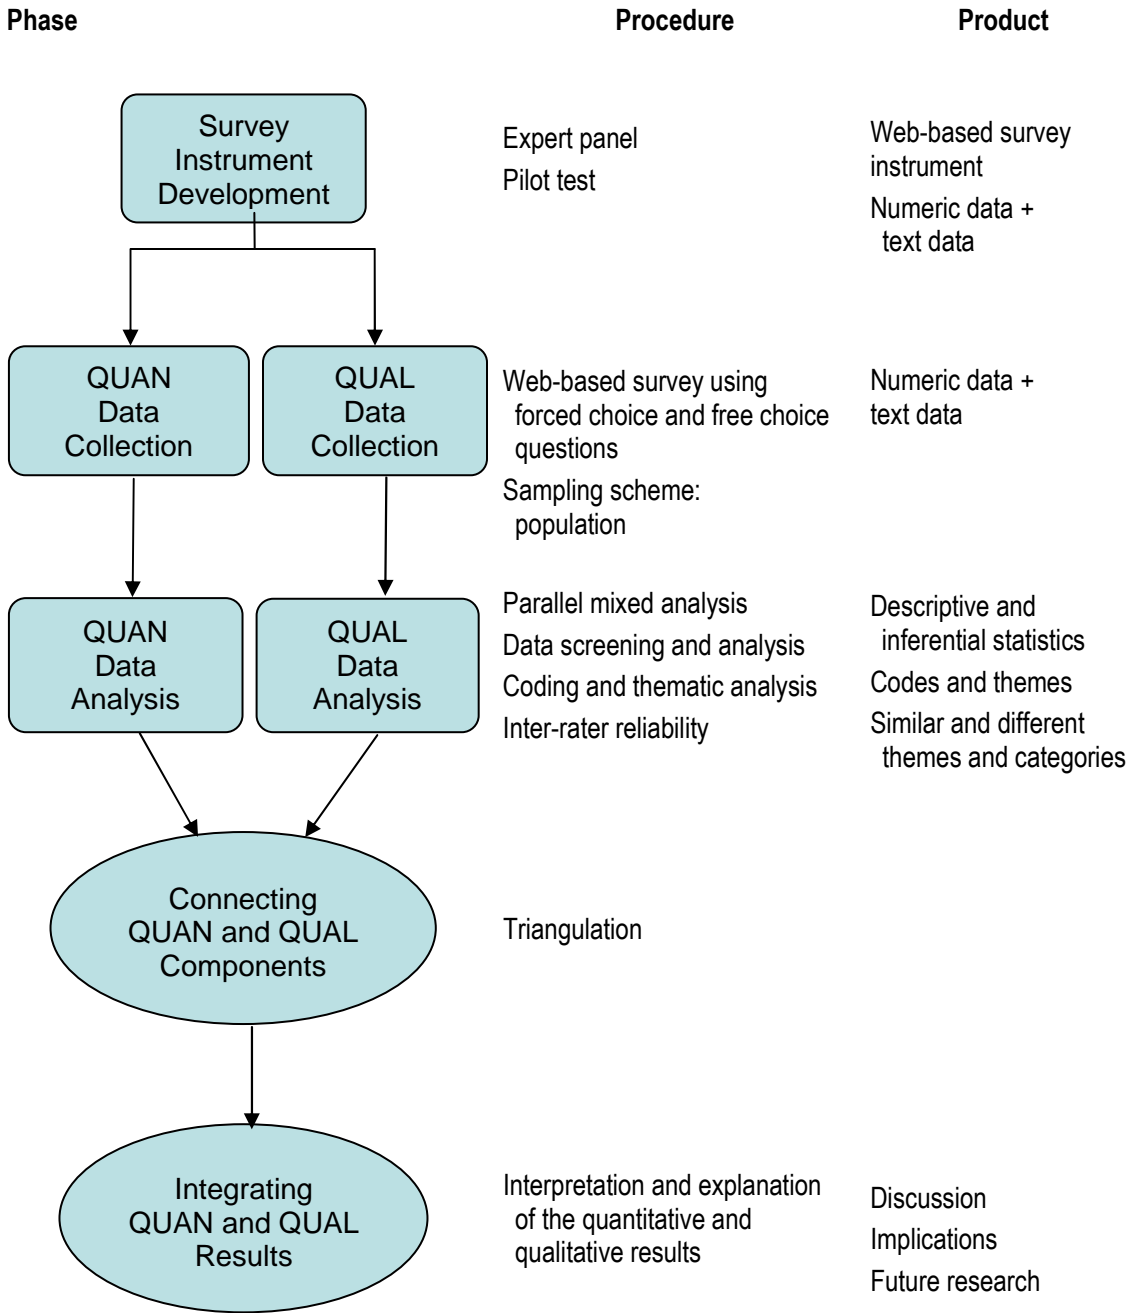 Phase
Procedure
Product
Survey
Instrument
Development
Expert panel
Pilot test
Web-based survey
instrument
Numeric data +
text data
QUAN
Data
Collection
QUAL
Data
Collection
Web-based survey using
forced choice and free choice
questions
Sampling scheme:
population
Numeric data +
text data
QUAN
Data
Analysis
QUAL
Data
Analysis
Parallel mixed analysis
Data screening and analysis
Coding and thematic analysis
Inter-rater reliability
Descriptive and
inferential statistics
Codes and themes
Similar and different
themes and categories
Connecting
QUAN and QUAL
Components
Triangulation
Integrating
QUAN and QUAL
Results
Interpretation and explanation
of the quantitative and
qualitative results
Discussion
Implications
Future research